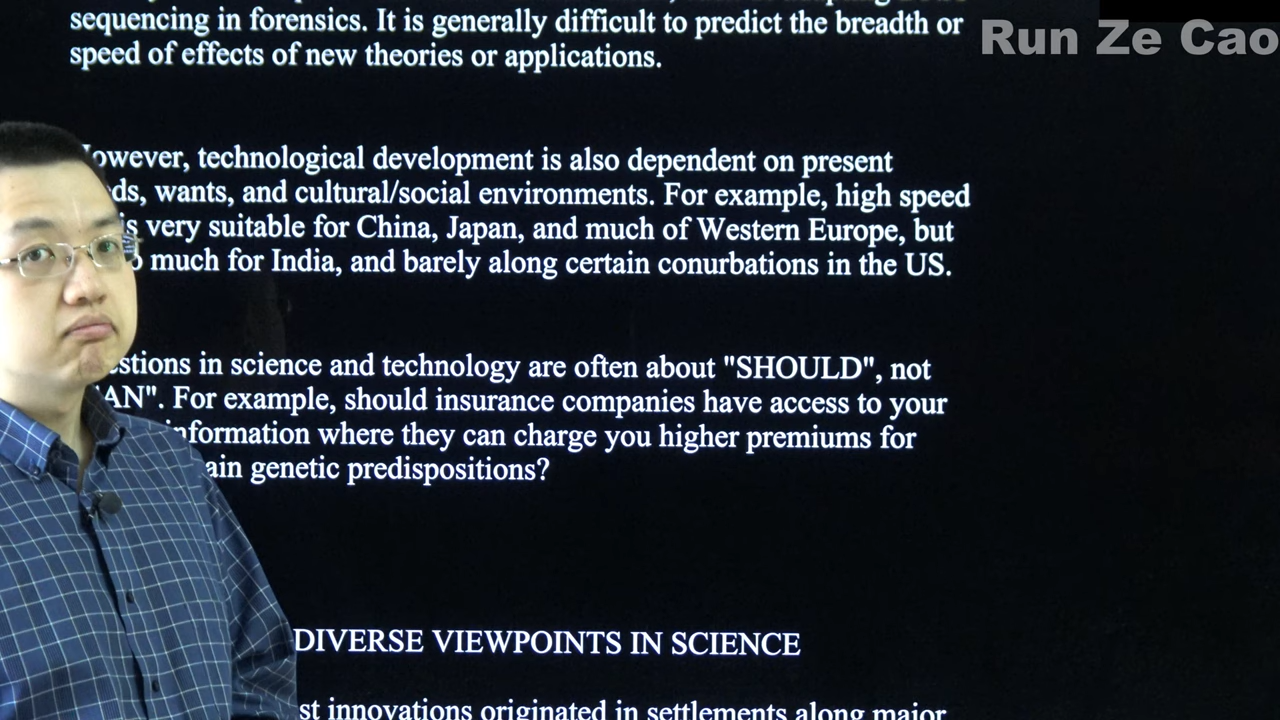 sequencing in forensics. It is generally difficult to predict the breadth or
speed of effects of new theories or applications.
Run Ze Cao
owever, technological development is also dependent on present
ds, wants, and cultural/social environments. For example, high speed
is very suitable for China, Japan, and much of Western Europe, but
much for India, and barely along certain conurbations in the US.
estions in science and technology are often about "SHOULD", not
AN". For example, should insurance companies have access to your
information where they can charge you higher premiums for
ain genetic predispositions?
DIVERSE VIEWPOINTS IN SCIENCE
st innovations originated in settlements along major